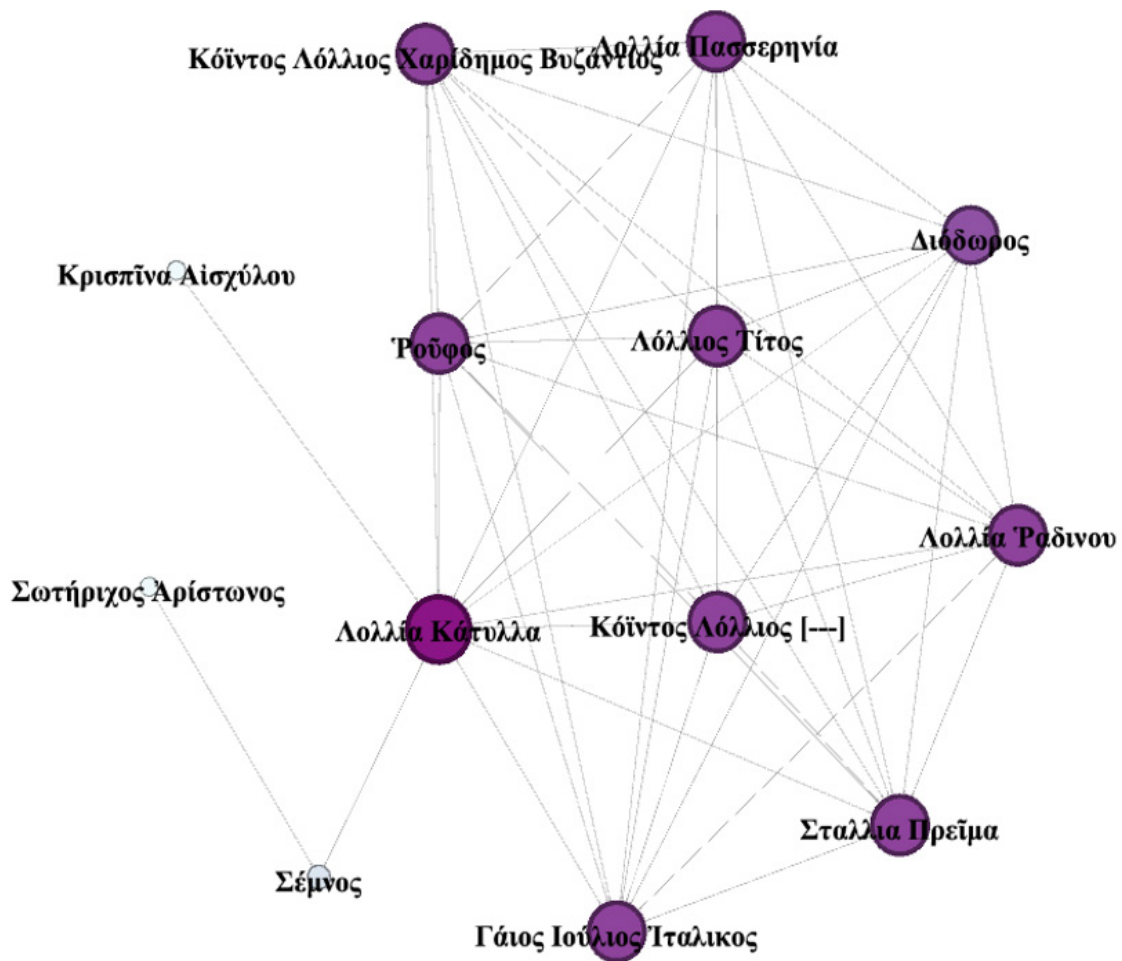 Κόϊντος Λόλλιος Χαρίδημος Βυζάντιος
Λολλία Πασσερηνία
Διόδωρος
Κρισπῖνα Αἰσχύλου
Ῥοῦφος
Λόλλιος Τίτος
Λολλία Ῥαδινου
Σωτήριχος Ἀρίστωνος
Λολλία Κάτυλλα
Κόϊντος Λόλλιος [---]
Σταλλια Πρεῖμα
Σέμνος
Γάιος Ιούλιος Ἰταλικος